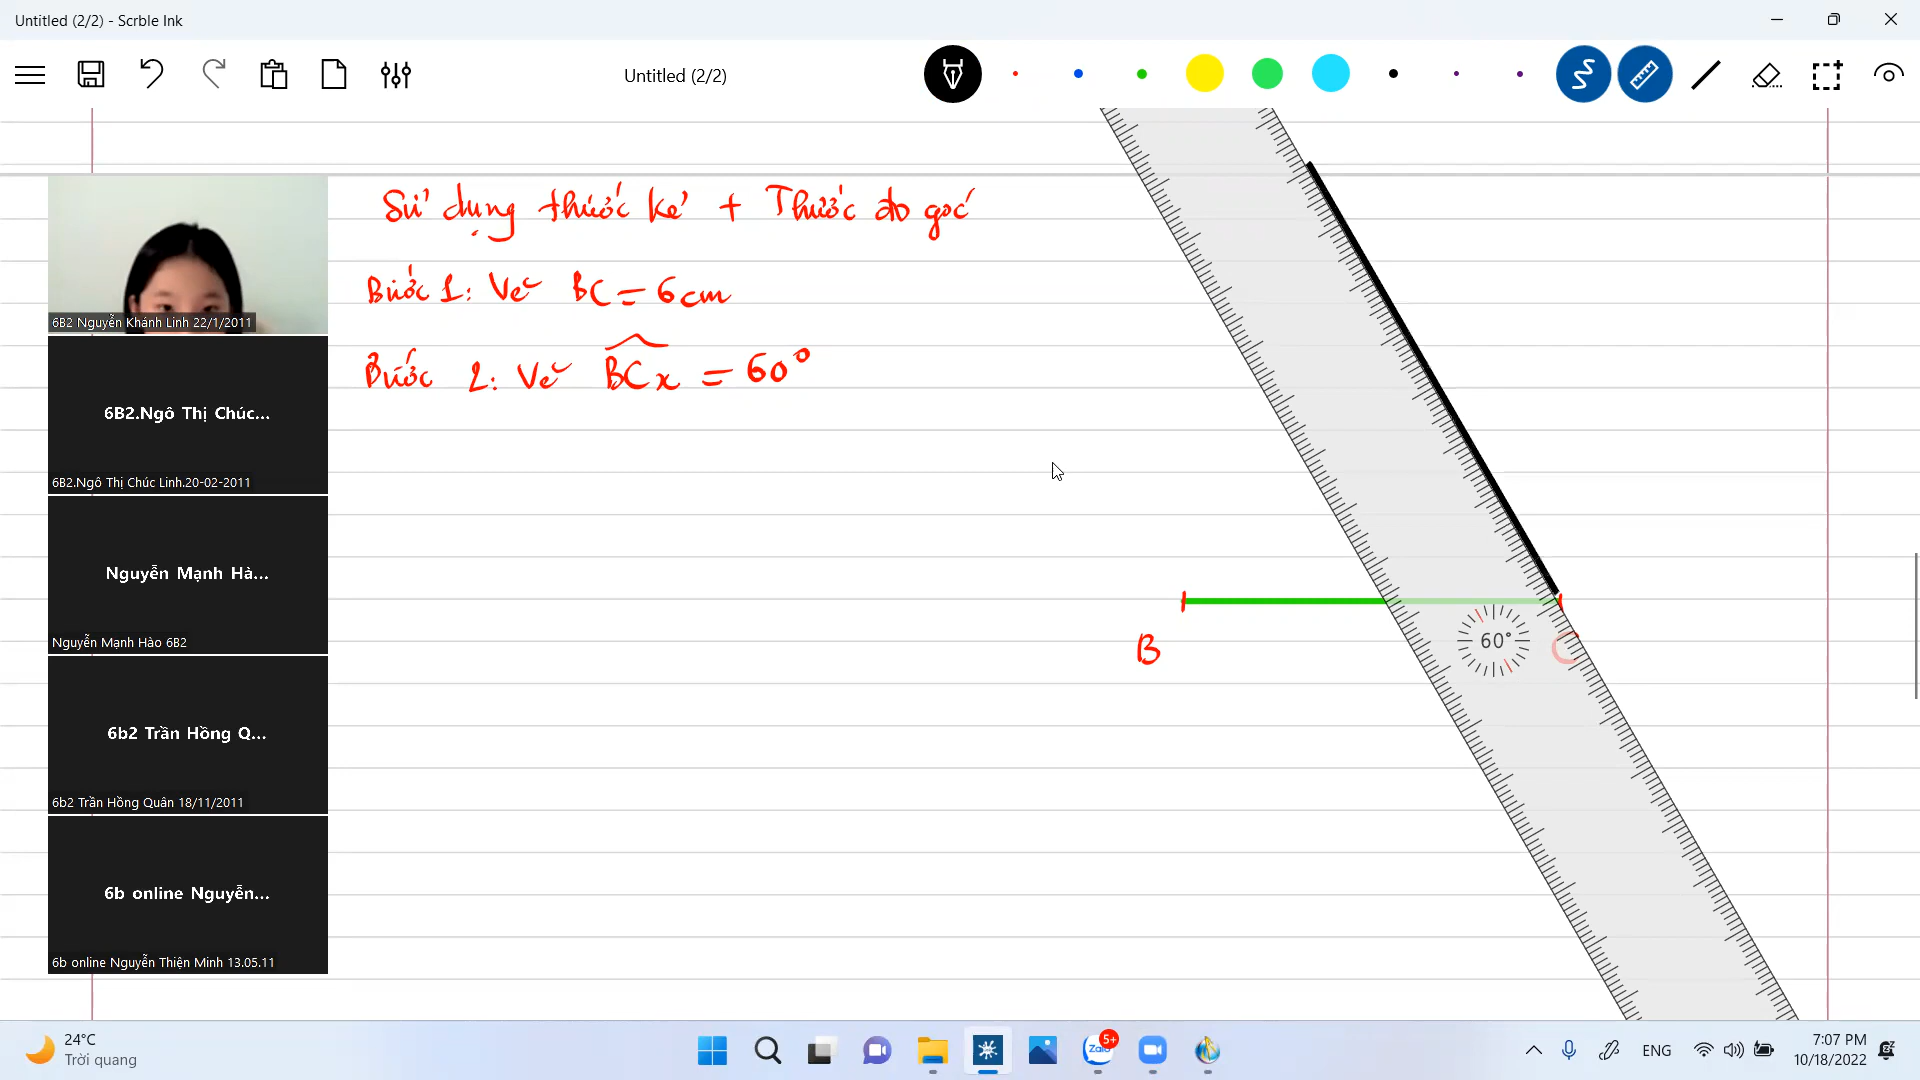 Untitled (2/2) - Scrble Ink
Untitled (2/2)
Sử dụng thước kẻ + Thước đo góc
Bước 1: Vẽ BC = 6cm
Bước 2: Vẽ BCx = 60°
6B2 Nguyễn Khánh Linh 22/1/2011
6B2.Ngô Thị Chúc...
6B2.Ngô Thị Chúc Linh.20-02-2011
Nguyễn Mạnh Hà...
Nguyễn Mạnh Hào 6B2
6b2 Trần Hồng Q...
6b2 Trần Hồng Quân 18/11/2011
6b online Nguyễn...
6b online Nguyễn Thiện Minh 13.05.11
B
60°
C
24°C
Trời quang
Zalo
5+
ENG
7:07 PM
10/18/2022